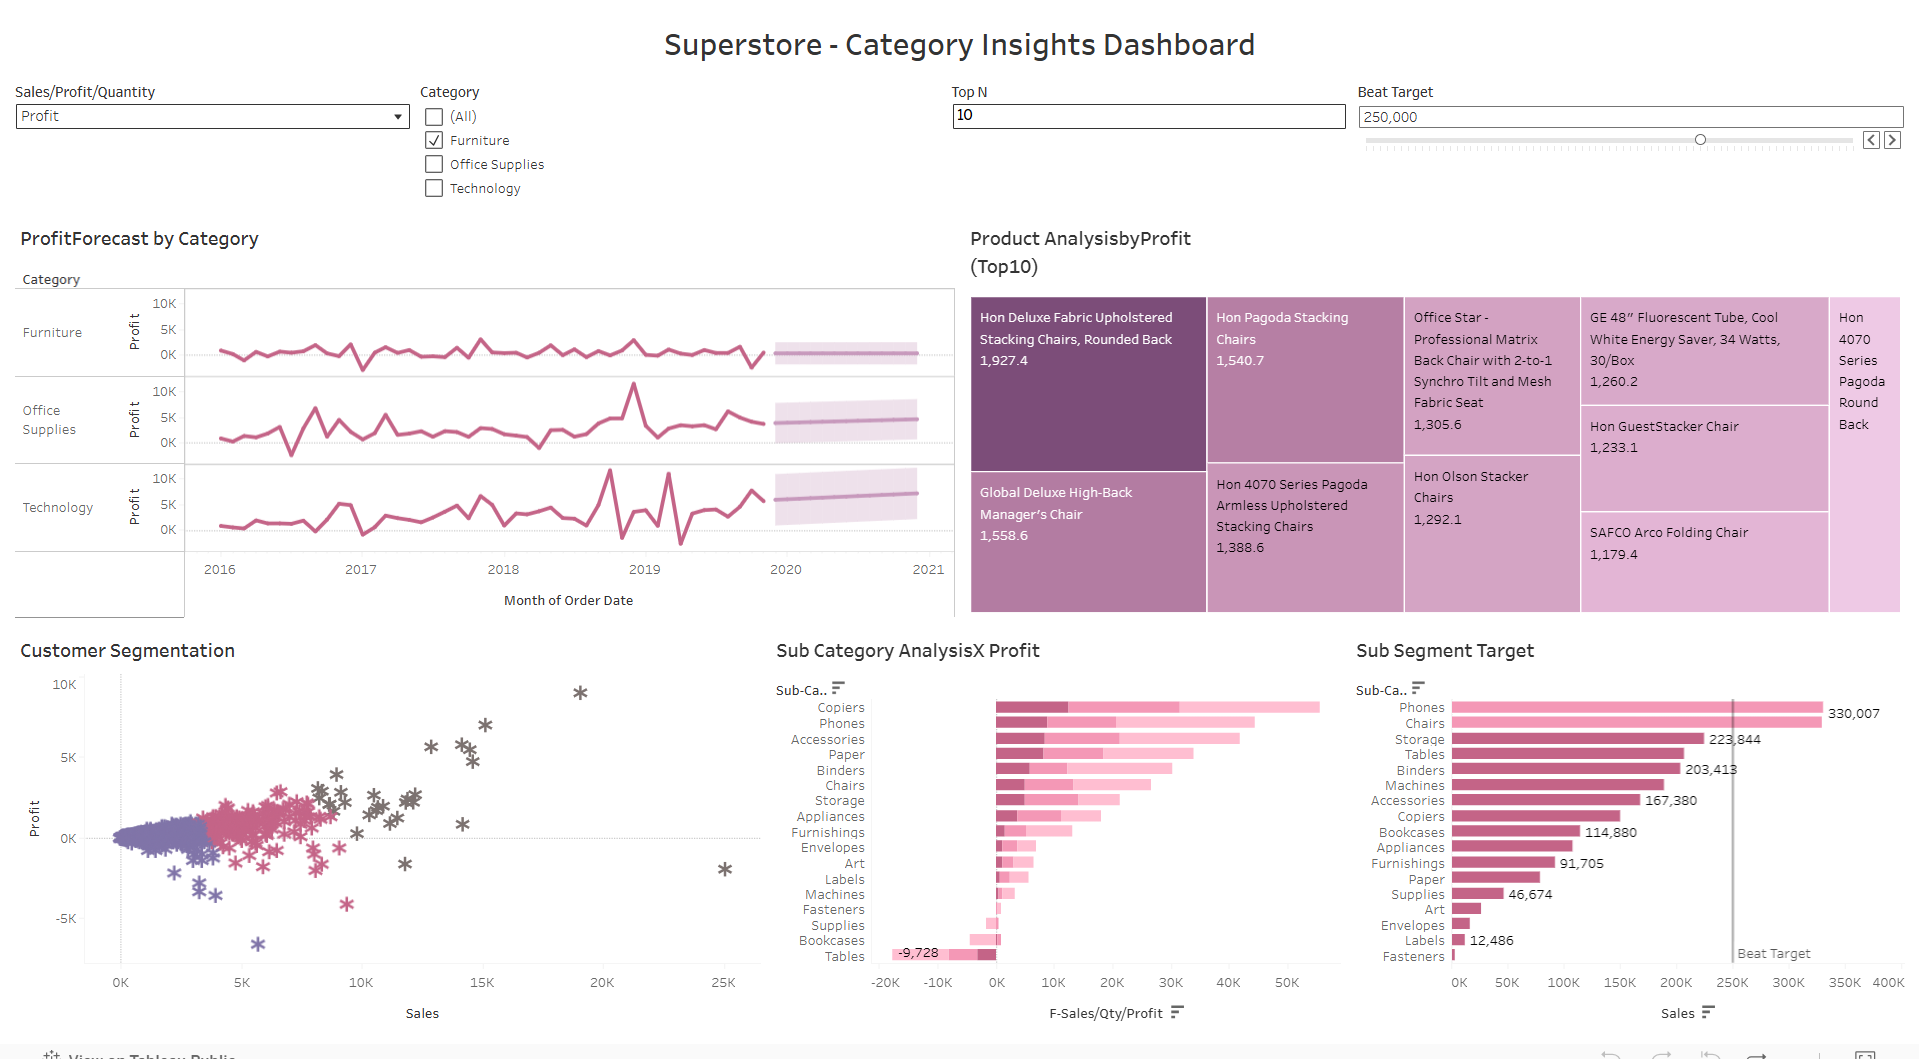 Superstore - Category Insights Dashboard
Sales/Profit/Quantity
Profit
Category
(All)
Furniture
Office Supplies
Technology
Top N
10
Beat Target
250,000
ProfitForecast by Category
Category
Furniture
Profit
10K
5K
0K
Office
Supplies
Profit
10K
5K
0K
Technology
Profit
10K
5K
0K
2016
2017
2018
2019
2020
2021
Month of Order Date
Product AnalysisbyProfit
(Top10)
Hon Deluxe Fabric Upholstered
Stacking Chairs, Rounded Back
1,927.4
Global Deluxe High-Back
Manager's Chair
1,558.6
Hon Pagoda Stacking
Chairs
1,540.7
Hon 4070 Series Pagoda
Armless Upholstered
Stacking Chairs
1,388.6
Office Star -
Professional Matrix
Back Chair with 2-to-1
Synchro Tilt and Mesh
Fabric Seat
1,305.6
Hon Olson Stacker
Chairs
1,292.1
GE 48" Fluorescent Tube, Cool
White Energy Saver, 34 Watts,
30/Box
1,260.2
Hon GuestStacker Chair
1,233.1
SAFCO Arco Folding Chair
1,179.4
Hon
4070
Series
Pagoda
Round
Back
Customer Segmentation
Profit
10K
5K
0K
-5K
0K
5K
10K
15K
20K
25K
Sales
Sub Category AnalysisX Profit
Sub-Ca..
Copiers
Phones
Accessories
Paper
Binders
Chairs
Storage
Appliances
Furnishings
Envelopes
Art
Labels
Machines
Fasteners
Supplies
Bookcases
Tables
-9,728
-20K
-10K
0K
10K
20K
30K
40K
50K
F-Sales/Qty/Profit
Sub Segment Target
Sub-Ca..
Phones
Chairs
330,007
Storage
223,844
Tables
Binders
203,413
Machines
Accessories
167,380
Copiers
Bookcases
114,880
Appliances
Furnishings
91,705
Paper
Supplies
46,674
Art
Envelopes
Labels
12,486
Fasteners
Beat Target
0K
50K
100K
150K
200K
250K
300K
350K
400K
Sales
View on Tableau Public